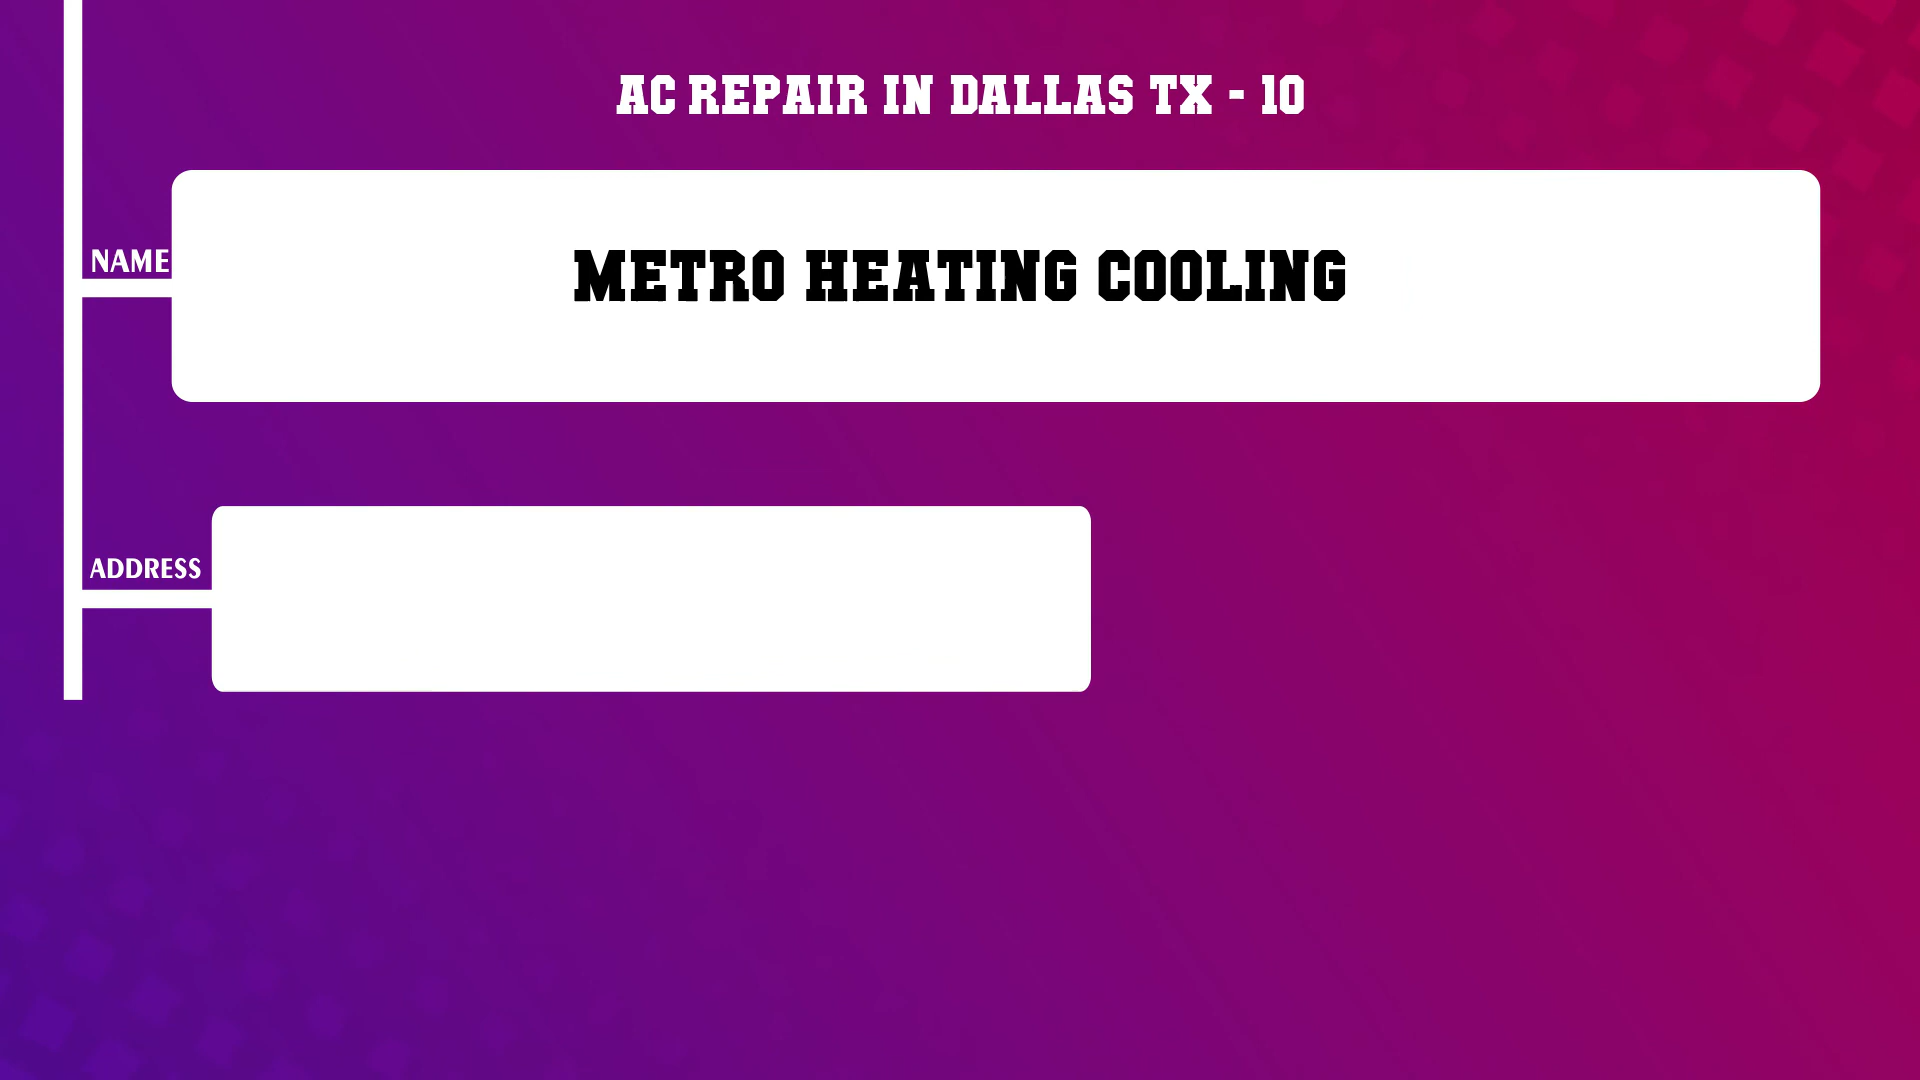 AC REPAIR IN DALLAS TX - 10
NAME
METRO HEATING COOLING
ADDRESS